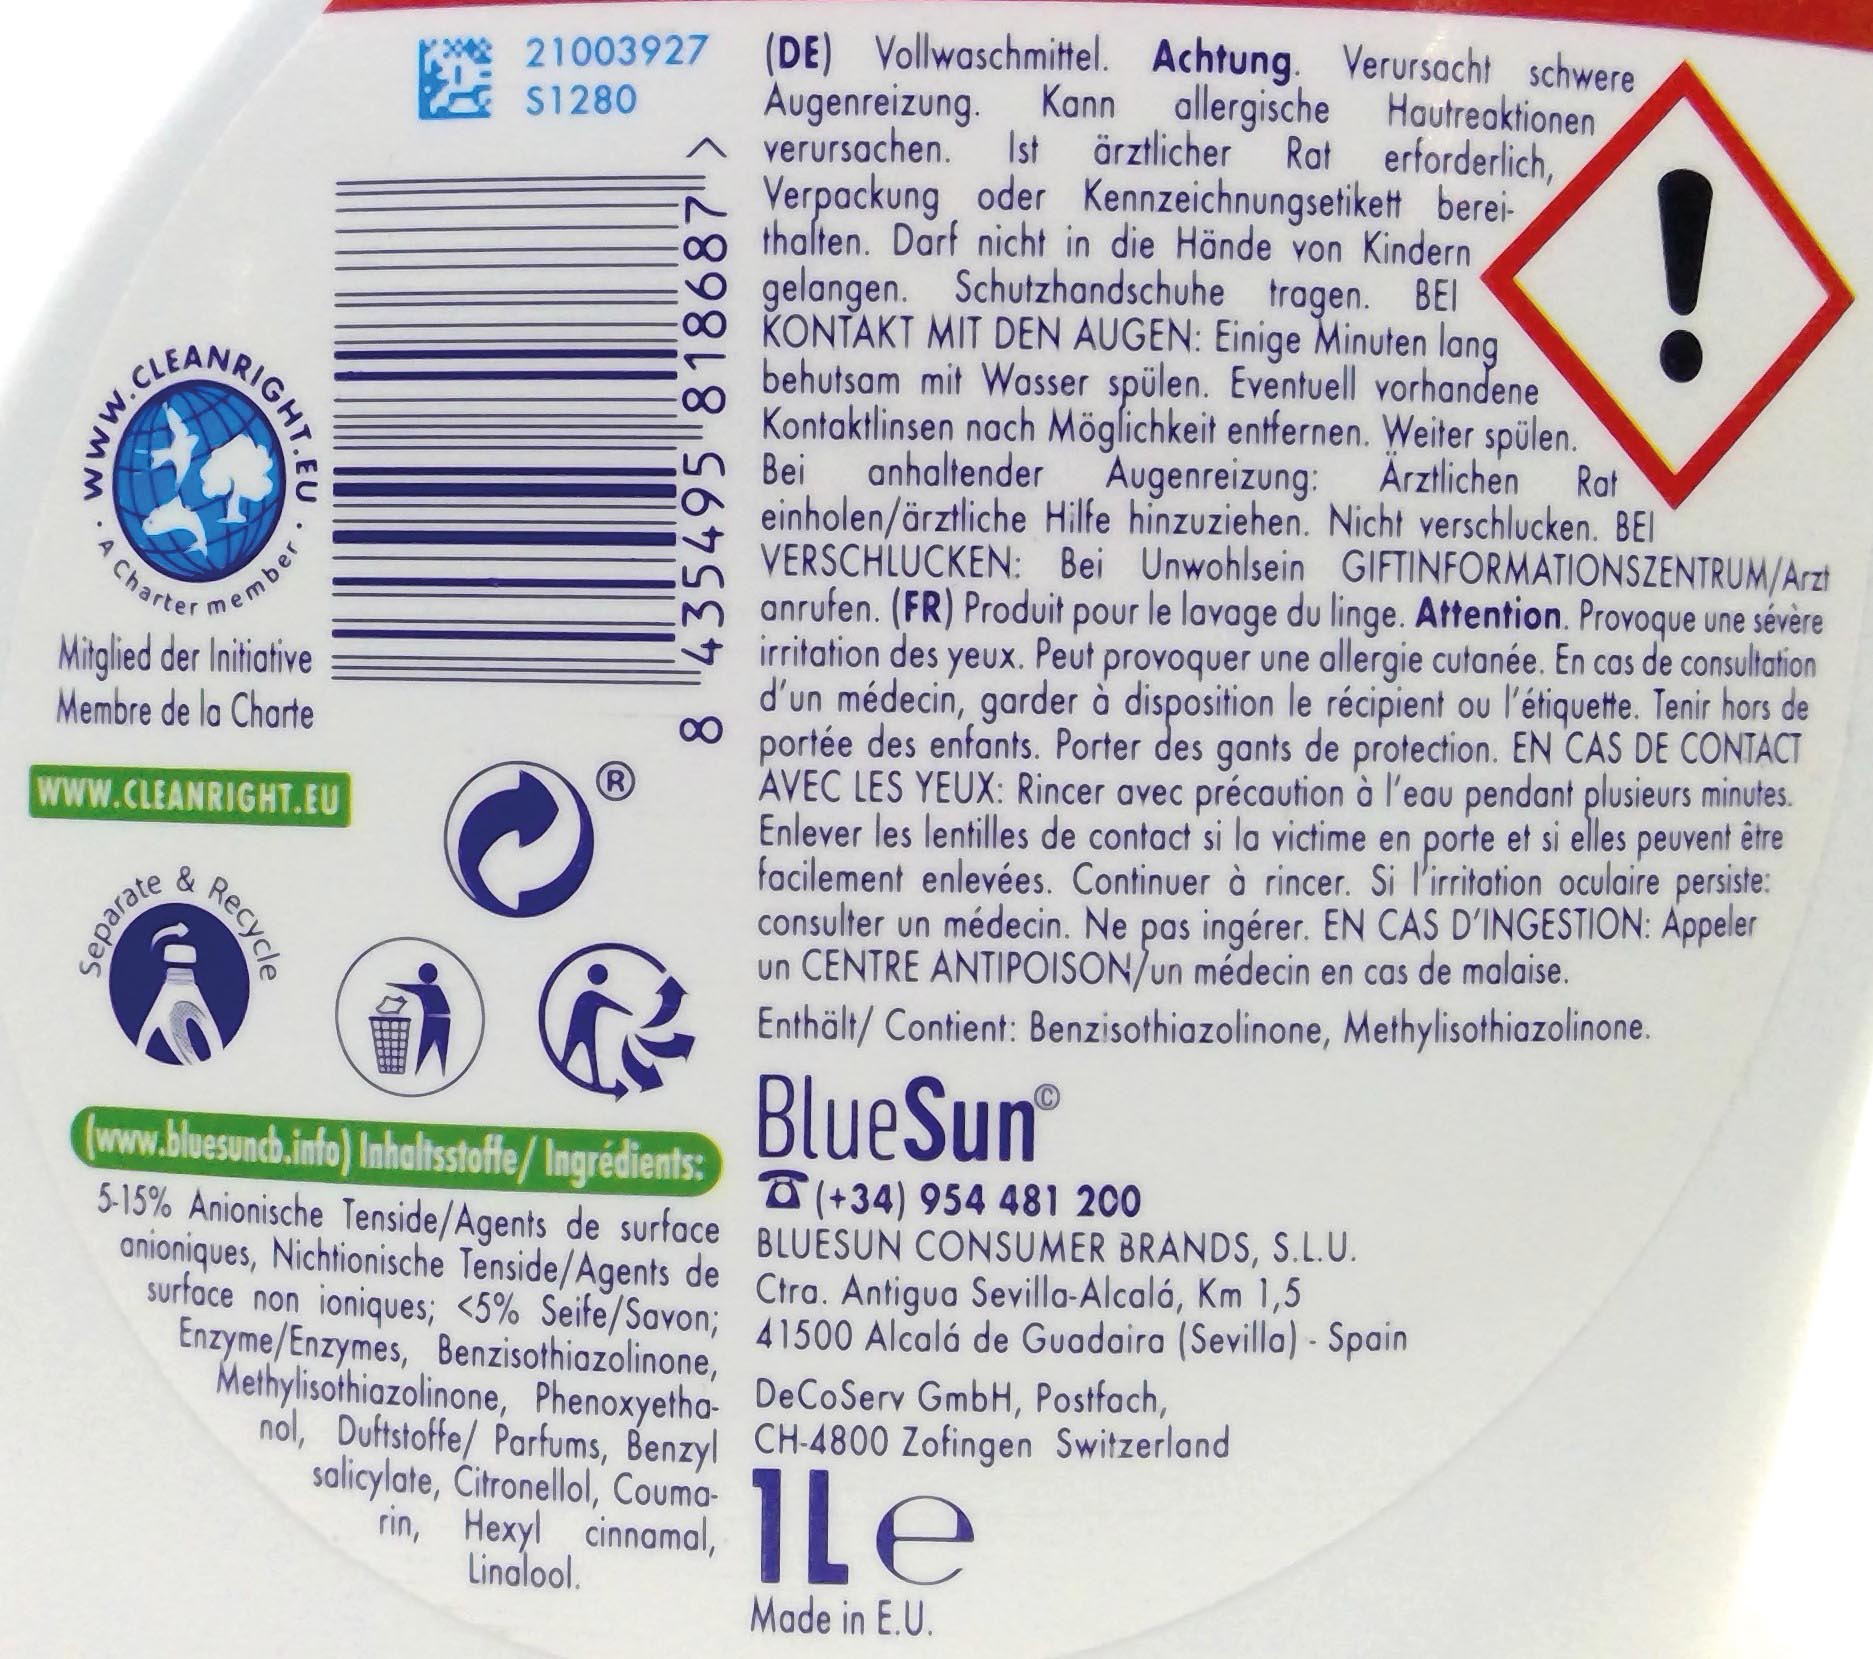 21003927
S1280
8 435495 818687 >
WWW.CLEANRIGHT.EU
· A Charter member ·
Mitglied der Initiative
Membre de la Charte
WWW.CLEANRIGHT.EU
®
Separate & Recycle
(www.bluesuncb.info) Inhaltsstoffe/ Ingrédients:
5-15% Anionische Tenside/Agents de surface
anioniques, Nichtionische Tenside/Agents de
surface non ioniques; <5% Seife/Savon;
Enzyme/Enzymes, Benzisothiazolinone,
Methylisothiazolinone, Phenoxyetha-
nol, Duftstoffe/ Parfums, Benzyl
salicylate, Citronellol, Couma-
rin, Hexyl cinnamal,
Linalool.
(DE) Vollwaschmittel. Achtung. Verursacht schwere
Augenreizung. Kann allergische Hautreaktionen
verursachen. Ist ärztlicher Rat erforderlich,
Verpackung oder Kennzeichnungsetikett berei-
thalten. Darf nicht in die Hände von Kindern
gelangen. Schutzhandschuhe tragen. BEI
KONTAKT MIT DEN AUGEN: Einige Minuten lang
behutsam mit Wasser spülen. Eventuell vorhandene
Kontaktlinsen nach Möglichkeit entfernen. Weiter spülen.
Bei anhaltender Augenreizung: Ärztlichen Rat
einholen/ärztliche Hilfe hinzuziehen. Nicht verschlucken. BEI
VERSCHLUCKEN: Bei Unwohlsein GIFTINFORMATIONSZENTRUM/Arzt
anrufen. (FR) Produit pour le lavage du linge. Attention. Provoque une sévère
irritation des yeux. Peut provoquer une allergie cutanée. En cas de consultation
d'un médecin, garder à disposition le récipient ou l'étiquette. Tenir hors de
portée des enfants. Porter des gants de protection. EN CAS DE CONTACT
AVEC LES YEUX: Rincer avec précaution à l'eau pendant plusieurs minutes.
Enlever les lentilles de contact si la victime en porte et si elles peuvent être
facilement enlevées. Continuer à rincer. Si l'irritation oculaire persiste:
consulter un médecin. Ne pas ingérer. EN CAS D'INGESTION: Appeler
un CENTRE ANTIPOISON/un médecin en cas de malaise.
Enthält/ Contient: Benzisothiazolinone, Methylisothiazolinone.
BlueSun©
☎ (+34) 954 481 200
BLUESUN CONSUMER BRANDS, S.L.U.
Ctra. Antigua Sevilla-Alcalá, Km 1,5
41500 Alcalá de Guadaira (Sevilla) - Spain
DeCoServ GmbH, Postfach,
CH-4800 Zofingen Switzerland
1L ℮
Made in E.U.